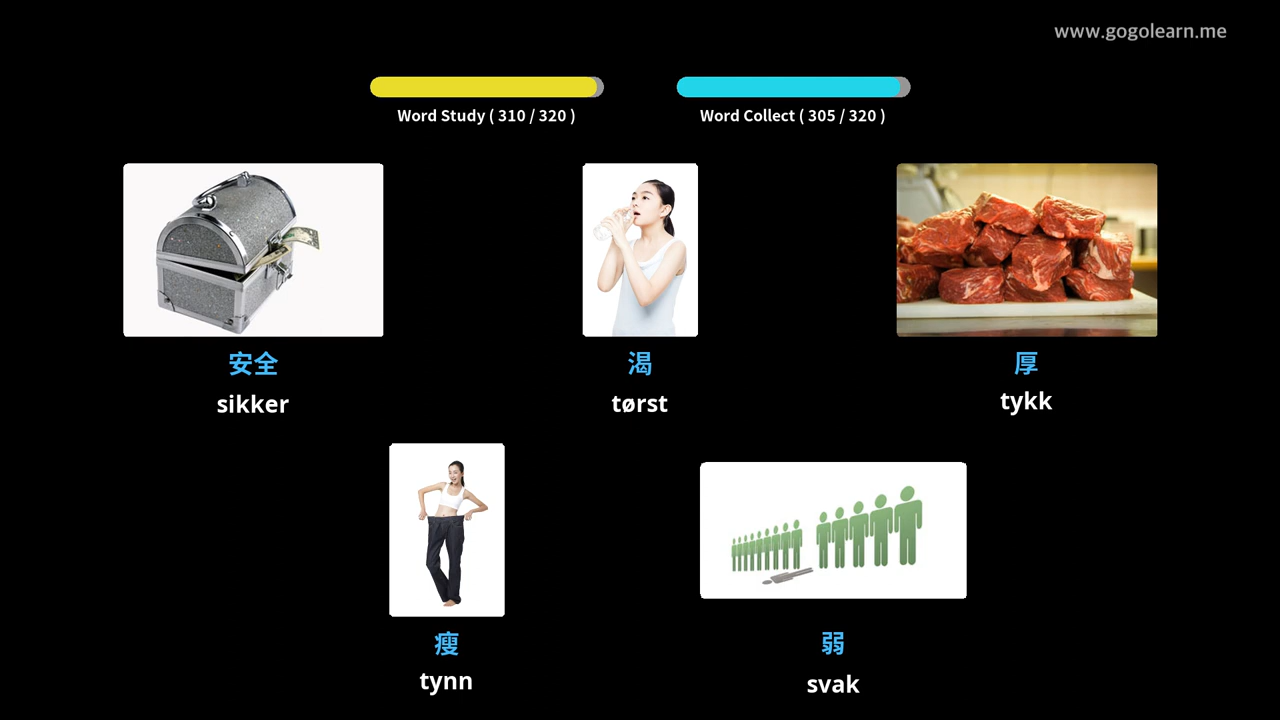 www.gogolearn.me
Word Study ( 310 / 320 )
Word Collect ( 305 / 320 )
安全
sikker
渴
tørst
厚
tykk
瘦
tynn
弱
svak